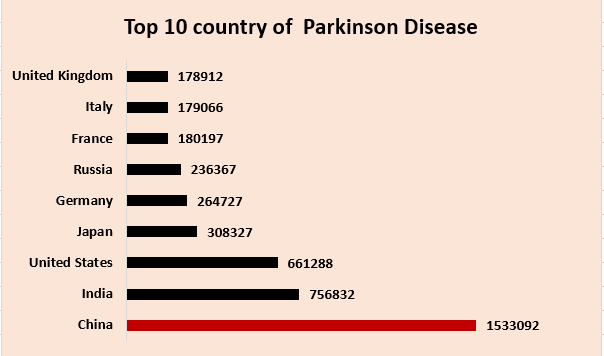 Top 10 country of  Parkinson Disease
United Kingdom 178912
Italy 179066
France 180197
Russia 236367
Germany 264727
Japan 308327
United States 661288
India 756832
China 1533092